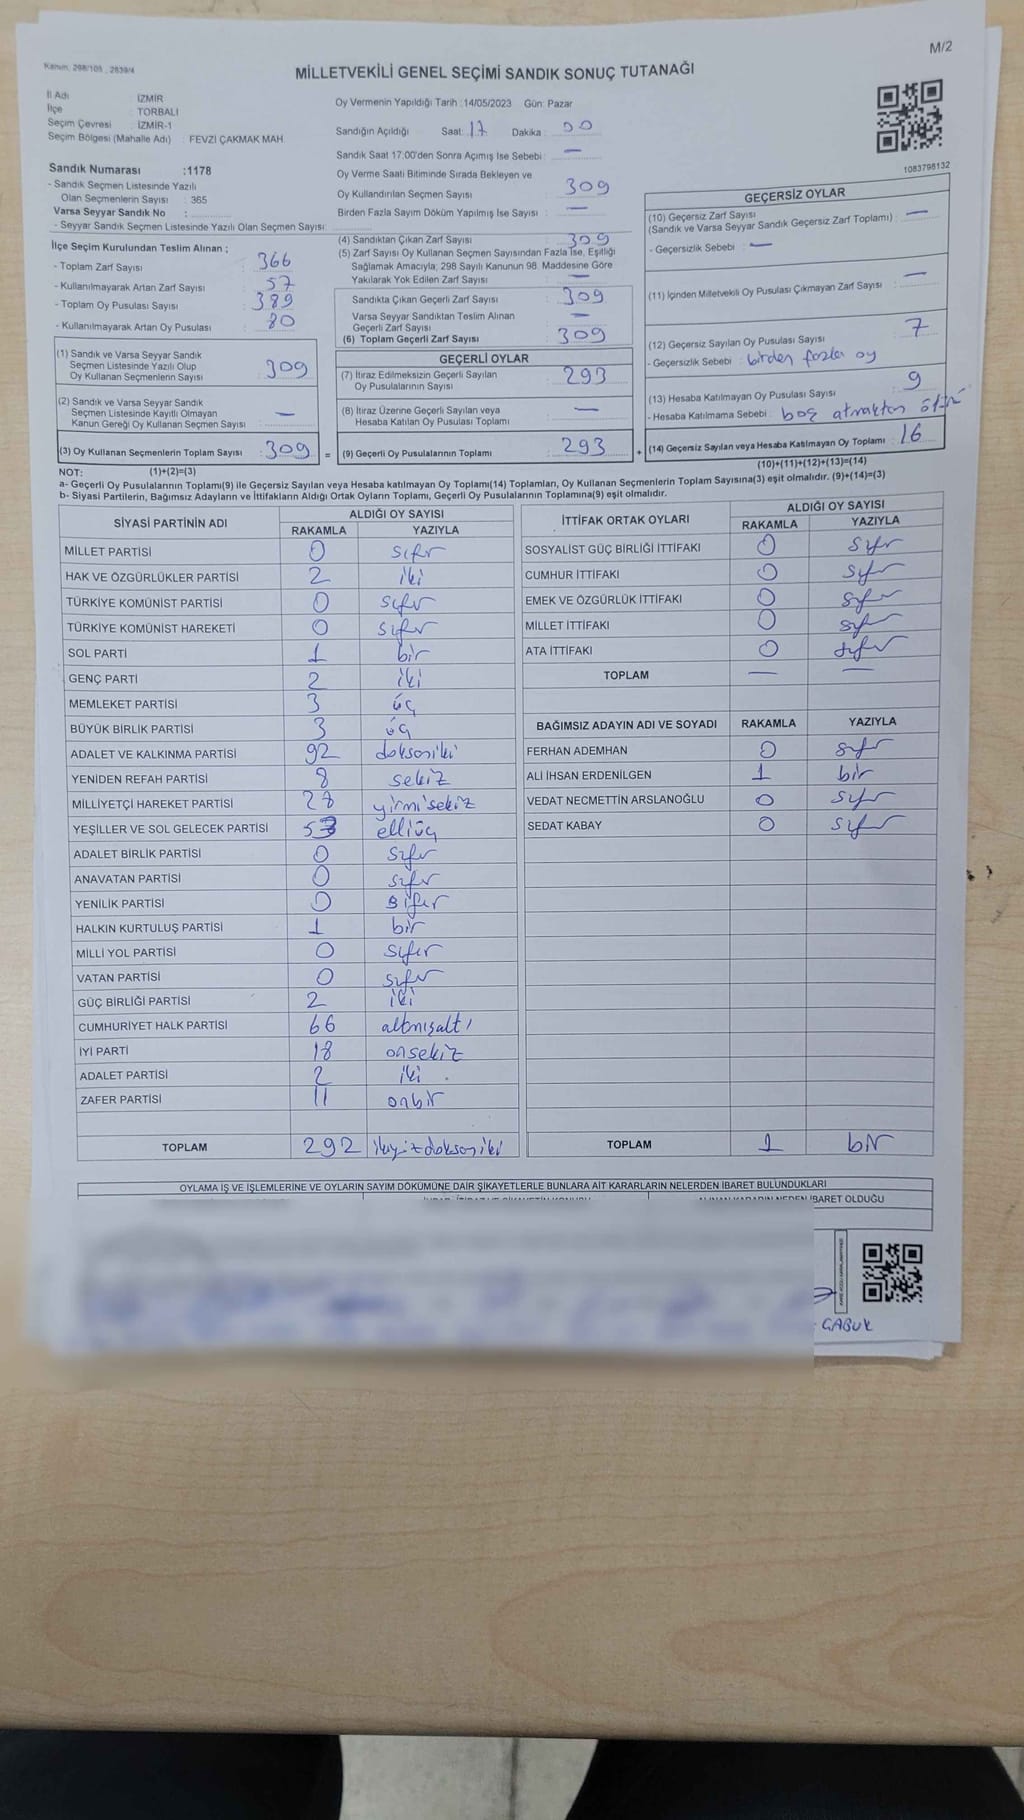 M/2
Kanun, 298/105 , 2839/4
MİLLETVEKİLİ GENEL SEÇİMİ SANDIK SONUÇ TUTANAĞI
İl Adı : İZMİR
İlçe : TORBALI
Seçim Çevresi : İZMİR-1
Seçim Bölgesi (Mahalle Adı) : FEVZİ ÇAKMAK MAH
Sandık Numarası :1178
- Sandık Seçmen Listesinde Yazılı
Olan Seçmenlerin Sayısı : 365
Varsa Seyyar Sandık No :
- Seyyar Sandık Seçmen Listesinde Yazılı Olan Seçmen Sayısı:
İlçe Seçim Kurulundan Teslim Alınan ;
- Toplam Zarf Sayısı : 366
- Kullanılmayarak Artan Zarf Sayısı : 57
- Toplam Oy Pusulası Sayısı : 389
- Kullanılmayarak Artan Oy Pusulası : 80
(1) Sandık ve Varsa Seyyar Sandık
Seçmen Listesinde Yazılı Olup
Oy Kullanan Seçmenlerin Sayısı : 309
(2) Sandık ve Varsa Seyyar Sandık
Seçmen Listesinde Kayıtlı Olmayan
Kanun Gereği Oy Kullanan Seçmen Sayısı : —
(3) Oy Kullanan Seçmenlerin Toplam Sayısı : 309 =
Oy Vermenin Yapıldığı Tarih :14/05/2023 Gün: Pazar
Sandığın Açıldığı Saat: 17 Dakika : 00
Sandık Saat 17:00'den Sonra Açımış İse Sebebi : —
Oy Verme Saati Bitiminde Sırada Bekleyen ve
Oy Kullandırılan Seçmen Sayısı : 309
Birden Fazla Sayım Döküm Yapılmış İse Sayısı : —
(4) Sandıktan Çıkan Zarf Sayısı : 309
(5) Zarf Sayısı Oy Kullanan Seçmen Sayısından Fazla İse, Eşitliği
Sağlamak Amacıyla, 298 Sayılı Kanunun 98. Maddesine Göre
Yakılarak Yok Edilen Zarf Sayısı : —
Sandıkta Çıkan Geçerli Zarf Sayısı : 309
Varsa Seyyar Sandıktan Teslim Alınan
Geçerli Zarf Sayısı : —
(6) Toplam Geçerli Zarf Sayısı : 309
GEÇERLİ OYLAR
(7) İtiraz Edilmeksizin Geçerli Sayılan
Oy Pusulalarının Sayısı : 293
(8) İtiraz Üzerine Geçerli Sayılan veya
Hesaba Katılan Oy Pusulası Toplamı : —
(9) Geçerli Oy Pusulalarının Toplamı : 293 +
1083798132
GEÇERSİZ OYLAR
(10) Geçersiz Zarf Sayısı : —
(Sandık ve Varsa Seyyar Sandık Geçersiz Zarf Toplamı)
- Geçersizlik Sebebi : —
(11) İçinden Milletvekili Oy Pusulası Çıkmayan Zarf Sayısı : —
(12) Geçersiz Sayılan Oy Pusulası Sayısı : 7
- Geçersizlik Sebebi : birden fazla oy
(13) Hesaba Katılmayan Oy Pusulası Sayısı : 9
- Hesaba Katılmama Sebebi : boş atmaktan ötürü
(14) Geçersiz Sayılan veya Hesaba Katılmayan Oy Toplamı : 16
NOT: (1)+(2)=(3) (10)+(11)+(12)+(13)=(14)
a- Geçerli Oy Pusulalarının Toplamı(9) ile Geçersiz Sayılan veya Hesaba katılmayan Oy Toplamı(14) Toplamları, Oy Kullanan Seçmenlerin Toplam Sayısına(3) eşit olmalıdır. (9)+(14)=(3)
b- Siyasi Partilerin, Bağımsız Adayların ve İttifakların Aldığı Ortak Oyların Toplamı, Geçerli Oy Pusulalarının Toplamına(9) eşit olmalıdır.
SİYASİ PARTİNİN ADI ALDIĞI OY SAYISI
RAKAMLA YAZIYLA
MİLLET PARTİSİ 0 sıfır
HAK VE ÖZGÜRLÜKLER PARTİSİ 2 iki
TÜRKİYE KOMÜNİST PARTİSİ 0 sıfır
TÜRKİYE KOMÜNİST HAREKETİ 0 sıfır
SOL PARTİ 1 bir
GENÇ PARTİ 2 iki
MEMLEKET PARTİSİ 3 üç
BÜYÜK BİRLİK PARTİSİ 3 üç
ADALET VE KALKINMA PARTİSİ 92 doksaniki
YENİDEN REFAH PARTİSİ 8 sekiz
MİLLİYETÇİ HAREKET PARTİSİ 28 yirmisekiz
YEŞİLLER VE SOL GELECEK PARTİSİ 53 elliüç
ADALET BİRLİK PARTİSİ 0 sıfır
ANAVATAN PARTİSİ 0 sıfır
YENİLİK PARTİSİ 0 sıfır
HALKIN KURTULUŞ PARTİSİ 1 bir
MİLLİ YOL PARTİSİ 0 sıfır
VATAN PARTİSİ 0 sıfır
GÜÇ BİRLİĞİ PARTİSİ 2 iki
CUMHURİYET HALK PARTİSİ 66 altmışaltı
İYİ PARTİ 18 onsekiz
ADALET PARTİSİ 2 iki
ZAFER PARTİSİ 11 onbir
TOPLAM 292 ikiyüzdoksaniki
İTTİFAK ORTAK OYLARI ALDIĞI OY SAYISI
RAKAMLA YAZIYLA
SOSYALİST GÜÇ BİRLİĞİ İTTİFAKI 0 sıfır
CUMHUR İTTİFAKI 0 sıfır
EMEK VE ÖZGÜRLÜK İTTİFAKI 0 sıfır
MİLLET İTTİFAKI 0 sıfır
ATA İTTİFAKI 0 sıfır
TOPLAM — —
BAĞIMSIZ ADAYIN ADI VE SOYADI RAKAMLA YAZIYLA
FERHAN ADEMHAN 0 sıfır
ALİ İHSAN ERDENİLGEN 1 bir
VEDAT NECMETTİN ARSLANOĞLU 0 sıfır
SEDAT KABAY 0 sıfır
TOPLAM 1 bir
OYLAMA İŞ VE İŞLEMLERİNE VE OYLARIN SAYIM DÖKÜMÜNE DAİR ŞİKAYETLERLE BUNLARA AİT KARARLARIN NELERDEN İBARET BULUNDUKLARI
İBARET OLDUĞU
GABUK